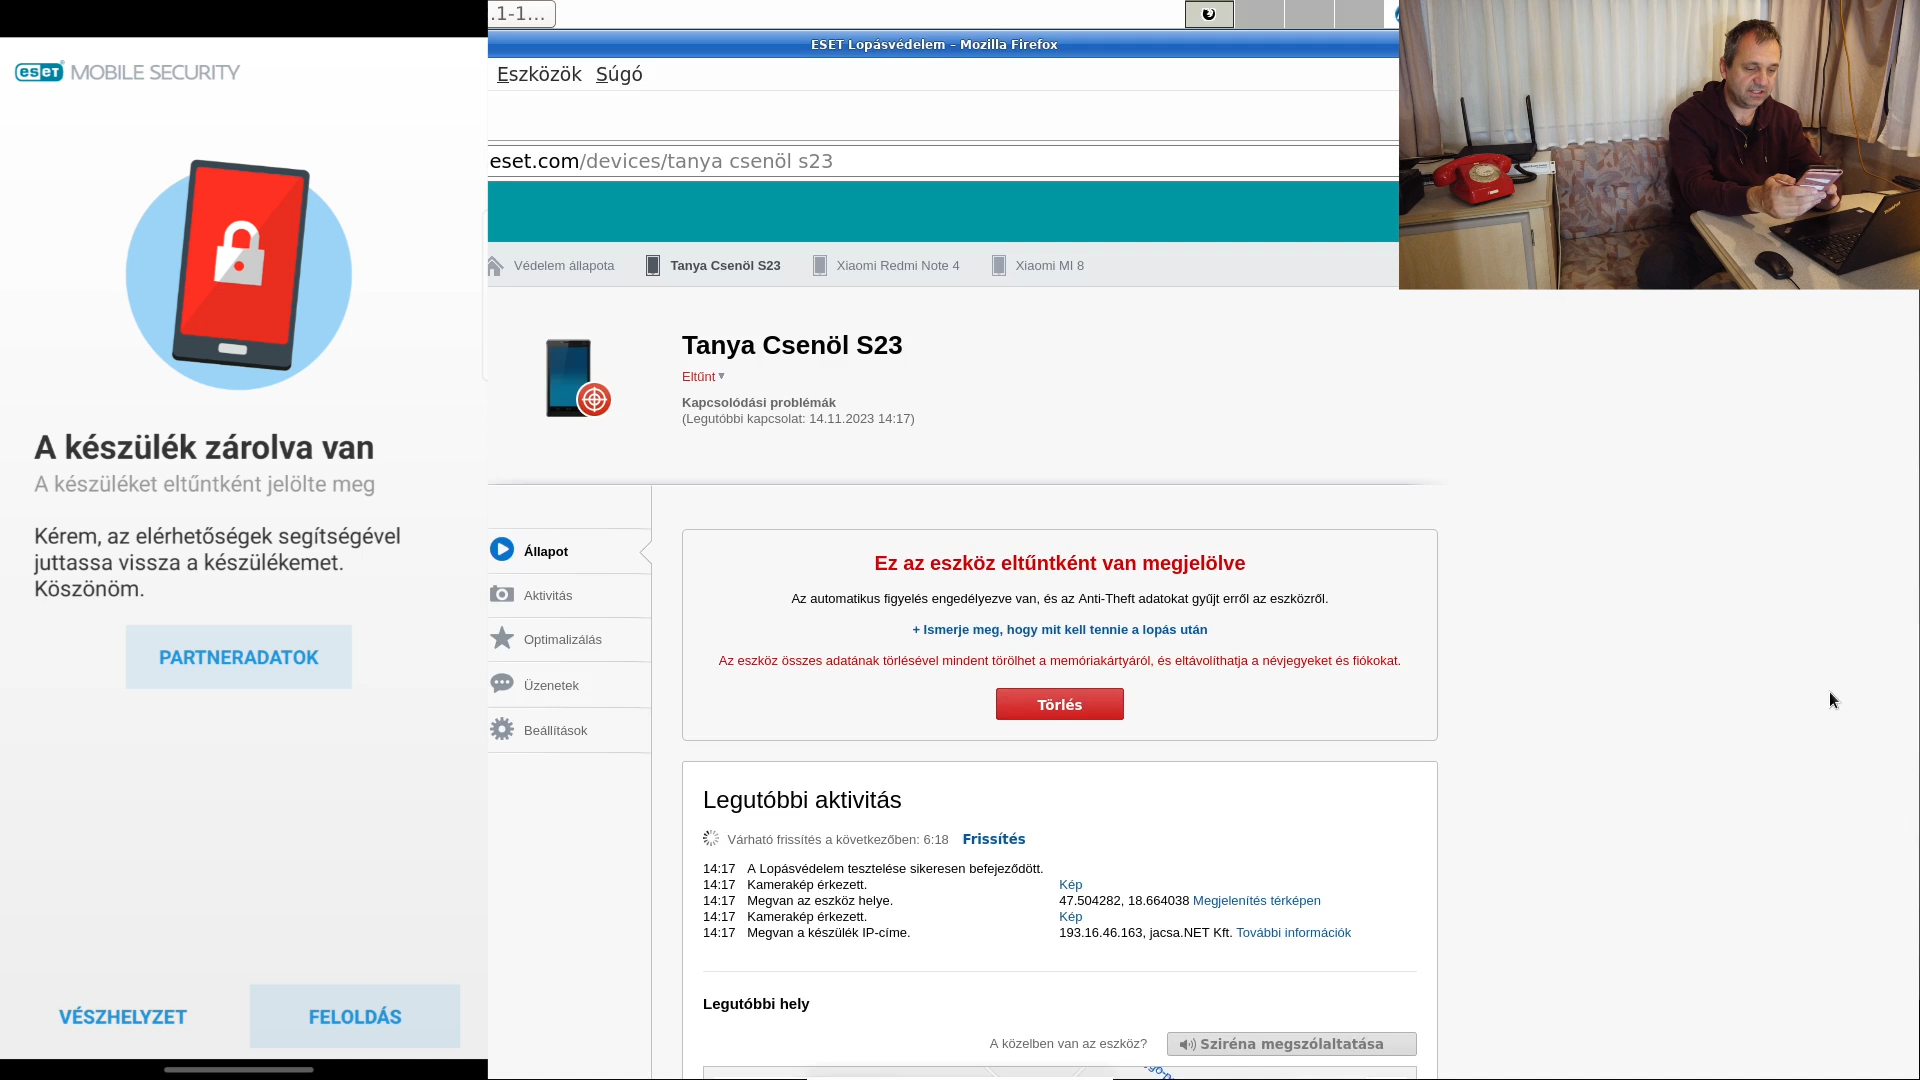 eset MOBILE SECURITY
A készülék zárolva van
A készüléket eltűntként jelölte meg
Kérem, az elérhetőségek segítségével
juttassa vissza a készülékemet.
Köszönöm.
PARTNERADATOK
VÉSZHELYZET
FELOLDÁS
.1-1...
ESET Lopásvédelem – Mozilla Firefox
Eszközök Súgó
eset.com/devices/tanya csenöl s23
Védelem állapota
Tanya Csenöl S23
Xiaomi Redmi Note 4
Xiaomi MI 8
Tanya Csenöl S23
Eltűnt
Kapcsolódási problémák
(Legutóbbi kapcsolat: 14.11.2023 14:17)
Állapot
Aktivitás
Optimalizálás
Üzenetek
Beállítások
Ez az eszköz eltűntként van megjelölve
Az automatikus figyelés engedélyezve van, és az Anti-Theft adatokat gyűjt erről az eszközről.
+ Ismerje meg, hogy mit kell tennie a lopás után
Az eszköz összes adatának törlésével mindent törölhet a memóriakártyáról, és eltávolíthatja a névjegyeket és fiókokat.
Törlés
Legutóbbi aktivitás
Várható frissítés a következőben: 6:18 Frissítés
14:17 A Lopásvédelem tesztelése sikeresen befejeződött.
14:17 Kamerakép érkezett. Kép
14:17 Megvan az eszköz helye. 47.504282, 18.664038 Megjelenítés térképen
14:17 Kamerakép érkezett. Kép
14:17 Megvan a készülék IP-címe. 193.16.46.163, jacsa.NET Kft. További információk
Legutóbbi hely
A közelben van az eszköz? Sziréna megszólaltatása